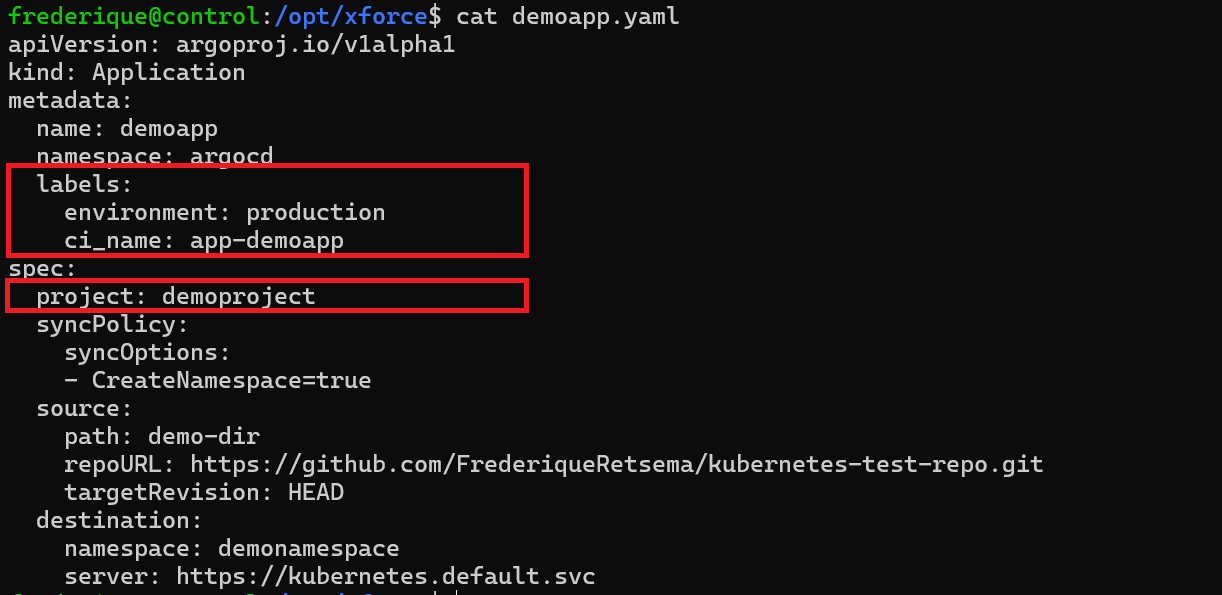 frederique@control:/opt/xforce$ cat demoapp.yaml
apiVersion: argoproj.io/v1alpha1
kind: Application
metadata:
  name: demoapp
  namespace: argocd
  labels:
    environment: production
    ci_name: app-demoapp
spec:
  project: demoproject
  syncPolicy:
    syncOptions:
    - CreateNamespace=true
  source:
    path: demo-dir
    repoURL: https://github.com/FrederiqueRetsema/kubernetes-test-repo.git
    targetRevision: HEAD
  destination:
    namespace: demonamespace
    server: https://kubernetes.default.svc